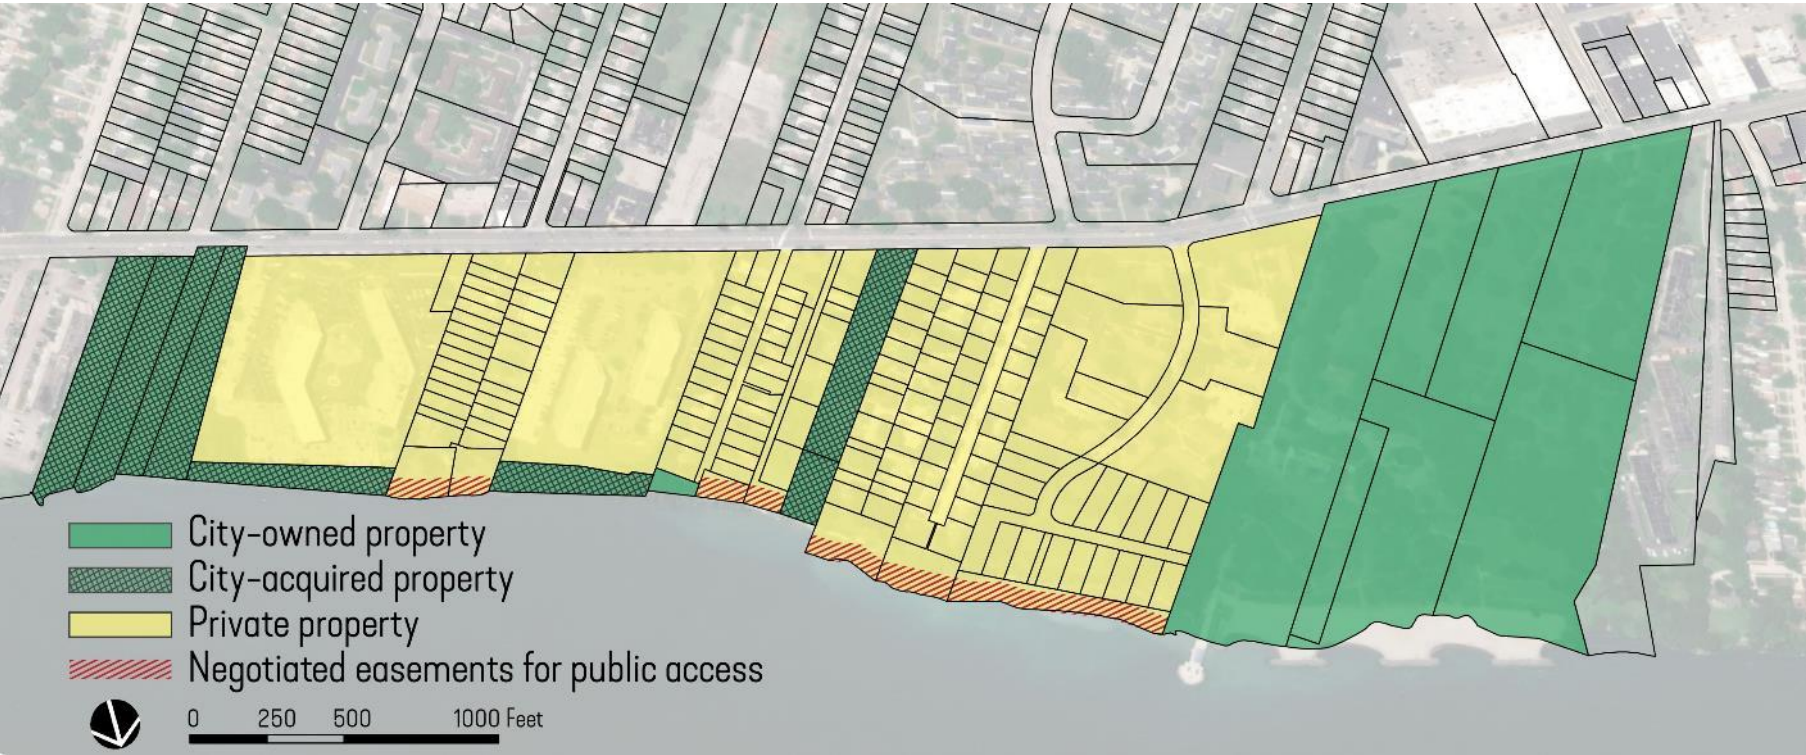 City-owned property
City-acquired property
Private property
Negotiated easements for public access
0 250 500 1000 Feet